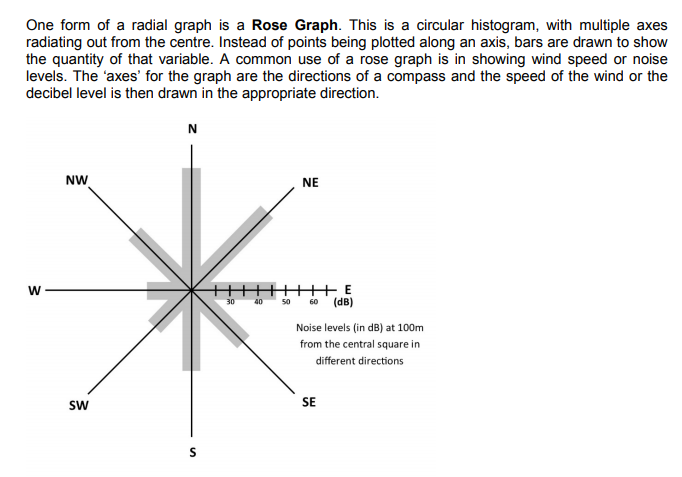 One form of a radial graph is a Rose Graph. This is a circular histogram, with multiple axes
radiating out from the centre. Instead of points being plotted along an axis, bars are drawn to show
the quantity of that variable. A common use of a rose graph is in showing wind speed or noise
levels. The ‘axes’ for the graph are the directions of a compass and the speed of the wind or the
decibel level is then drawn in the appropriate direction.
N
NW
NE
W
E
30 40 50 60 (dB)
Noise levels (in dB) at 100m
from the central square in
different directions
SW
SE
S